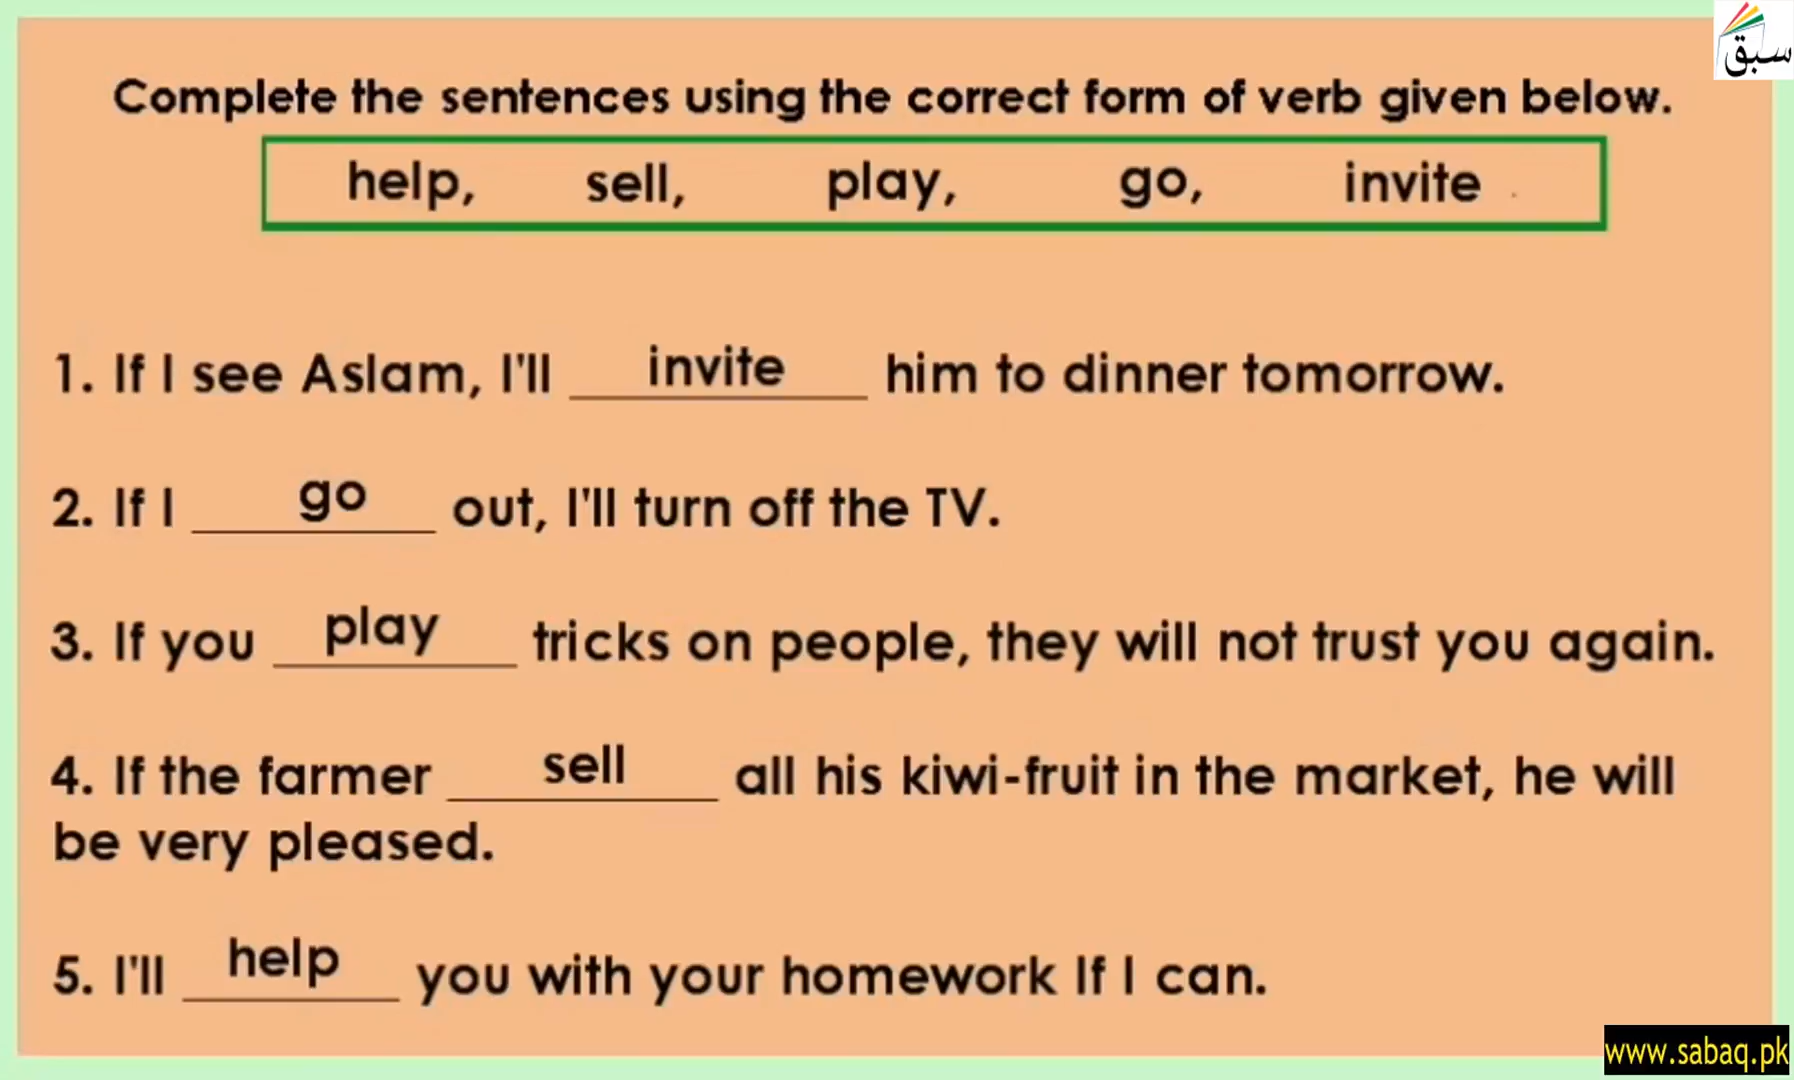 سبق
Complete the sentences using the correct form of verb given below.
help, sell, play, go, invite
1. If I see Aslam, I'll invite him to dinner tomorrow.
2. If I go out, I'll turn off the TV.
3. If you play tricks on people, they will not trust you again.
4. If the farmer sell all his kiwi-fruit in the market, he will
be very pleased.
5. I'll help you with your homework If I can.
www.sabaq.pk